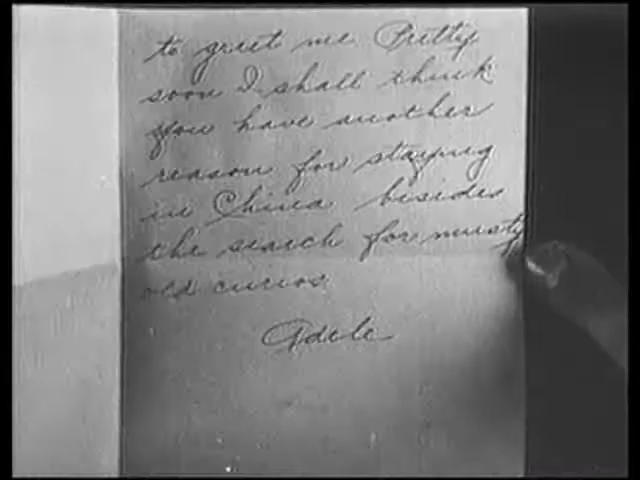 to greet me. Pretty
soon I shall think
you have another
reason for staying
in China besides
the search for musty
old curios
Adele